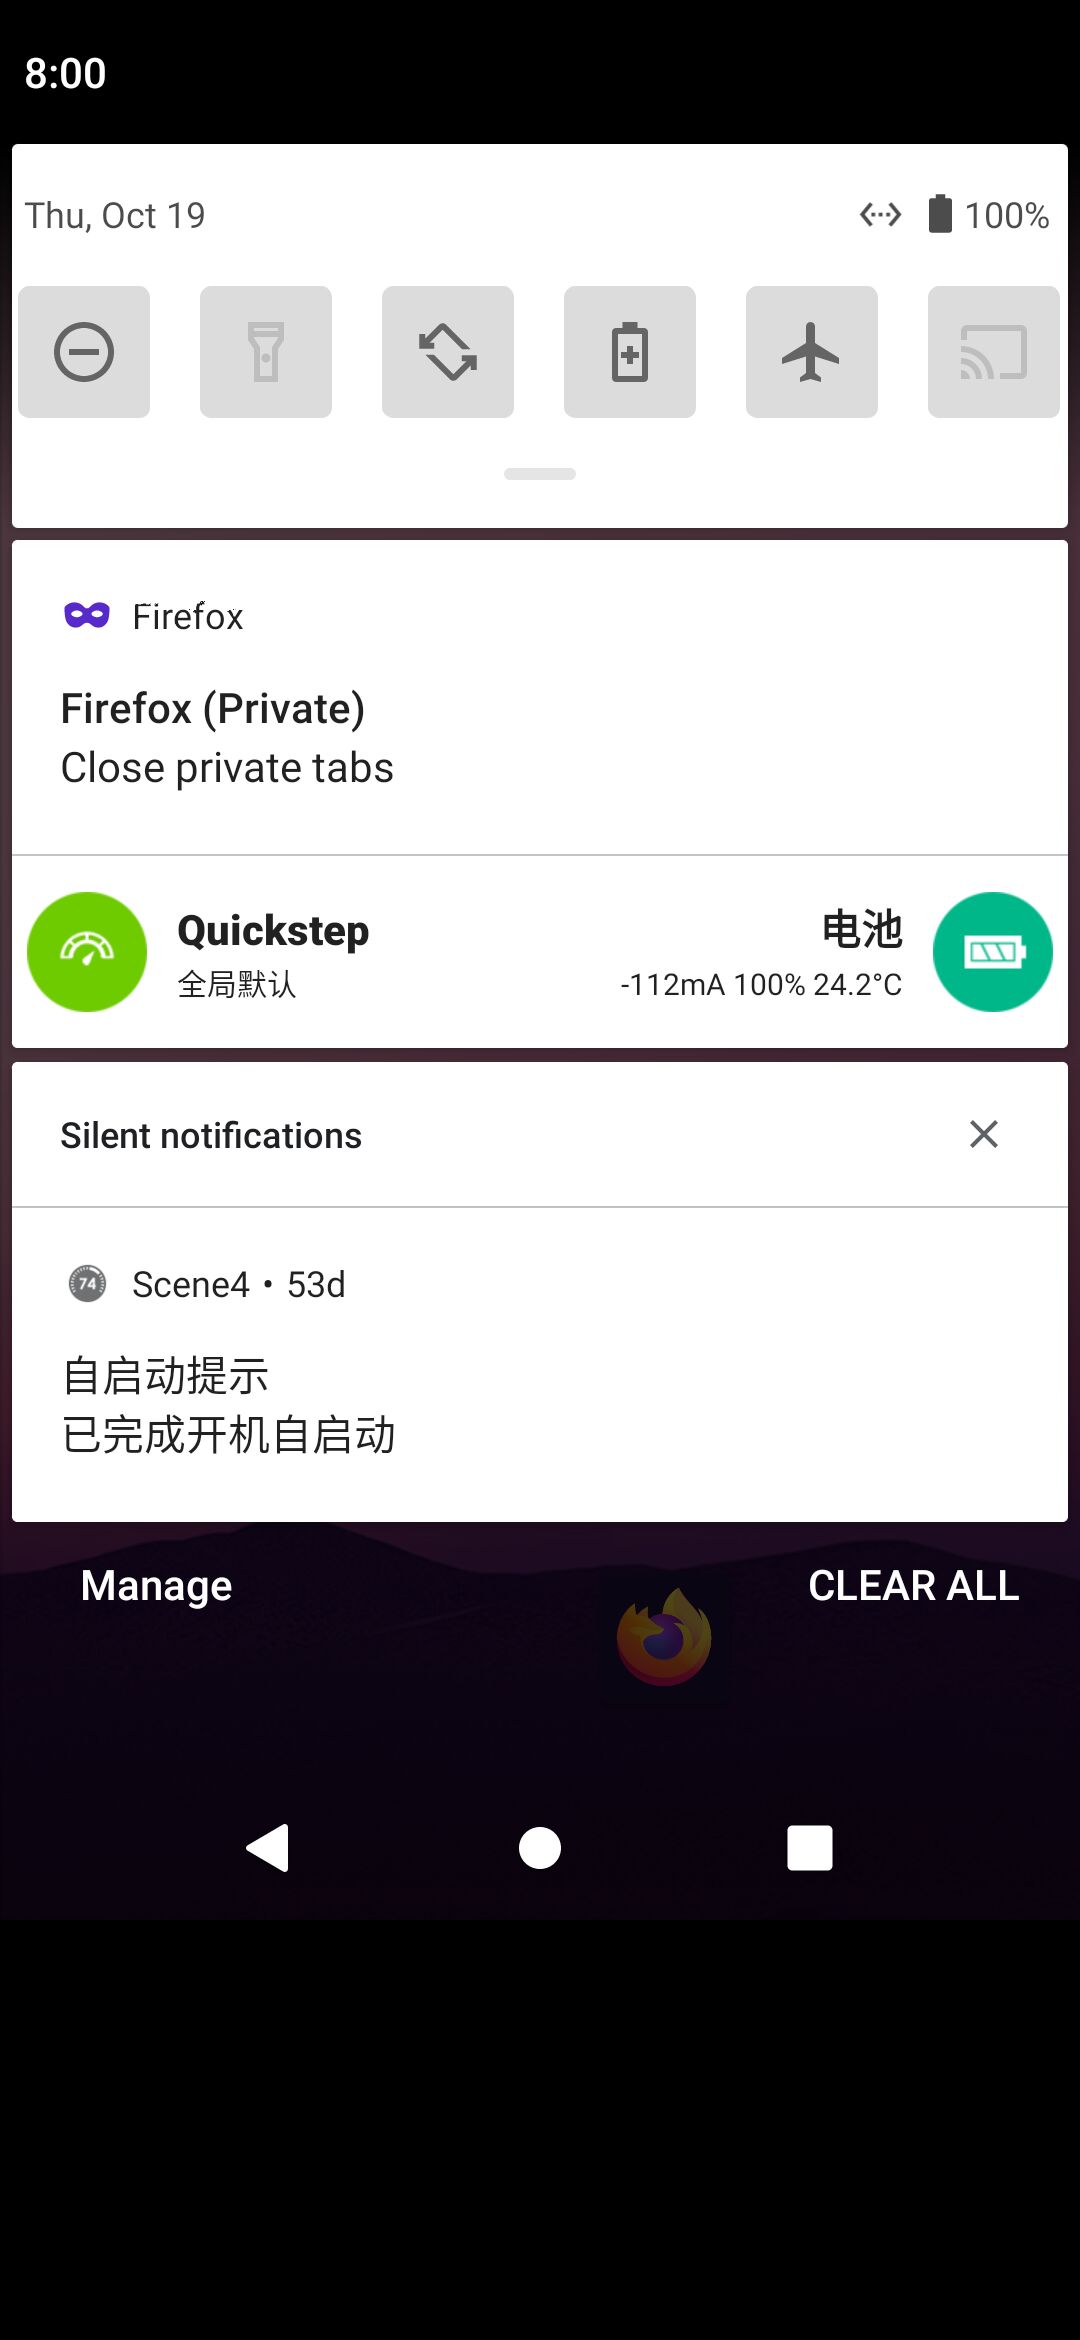 8:00
Thu, Oct 19
100%
Firefox
Firefox (Private)
Close private tabs
Quickstep
全局默认
电池
-112mA 100% 24.2°C
Silent notifications
74
Scene4 • 53d
自启动提示
已完成开机自启动
Manage
CLEAR ALL